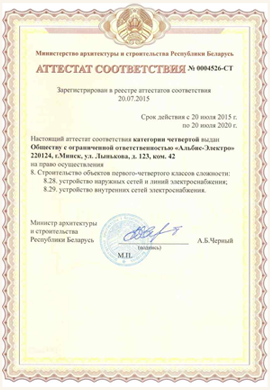 Министерство архитектуры и строительства Республики Беларусь
АТТЕСТАТ СООТВЕТСТВИЯ № 0004526-СТ
Зарегистрирован в реестре аттестатов соответствия
20.07.2015
Срок действия с 20 июля 2015 г.
по 20 июля 2020 г.
Настоящий аттестат соответствия категории четвертой выдан
Обществу с ограниченной ответственностью «Альбис-Электро»
220124, г.Минск, ул. Лынькова, д. 123, ком. 42
на право осуществления
8. Строительство объектов первого-четвертого классов сложности:
8.28. устройство наружных сетей и линий электроснабжения;
8.29. устройство внутренних сетей электроснабжения.
Министр архитектуры
и строительства
Республики Беларусь
А.Б.Черный
(подпись)
М.П.